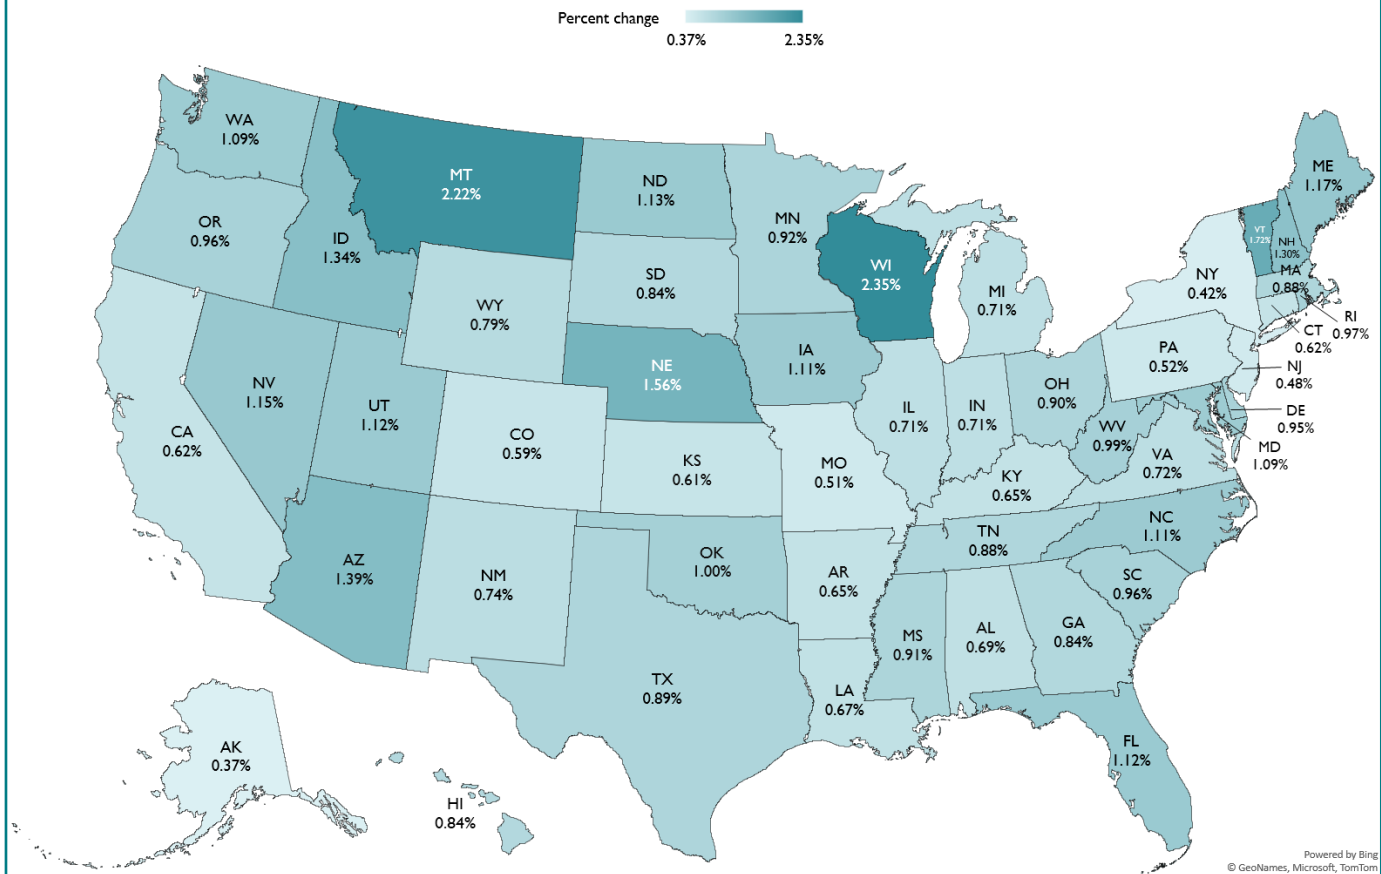 Percent change
0.37% 2.35%
WA
1.09%
MT
2.22%
ND
1.13%
MN
0.92%
ME
1.17%
OR
0.96%
ID
1.34%
VT
1.72%
NH
1.30%
WI
2.35%
SD
0.84%
MA
0.88%
NY
0.42%
MI
0.71%
WY
0.79%
RI
0.97%
CT
0.62%
PA
0.52%
IA
1.11%
NE
1.56%
NJ
0.48%
NV
1.15%
OH
0.90%
UT
1.12%
IL
0.71%
IN
0.71%
DE
0.95%
CA
0.62%
CO
0.59%
WV
0.99%
MD
1.09%
VA
0.72%
KS
0.61%
MO
0.51%
KY
0.65%
NC
1.11%
TN
0.88%
AZ
1.39%
OK
1.00%
NM
0.74%
AR
0.65%
SC
0.96%
GA
0.84%
AL
0.69%
MS
0.91%
TX
0.89%
LA
0.67%
AK
0.37%
FL
1.12%
HI
0.84%
Powered by Bing
© GeoNames, Microsoft, TomTom